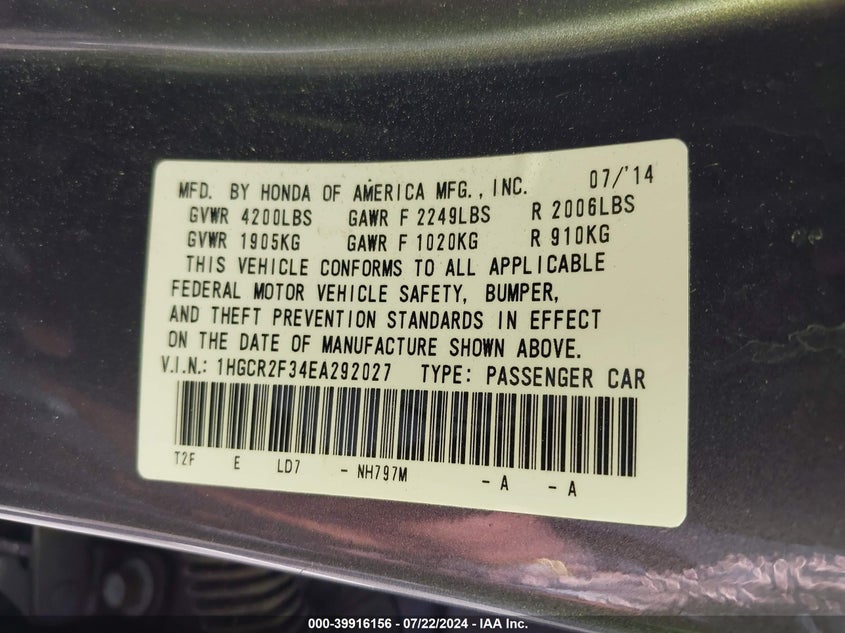 MFD. BY HONDA OF AMERICA MFG., INC. 07/'14
GVWR 4200LBS GAWR F 2249LBS R 2006LBS
GVWR 1905KG GAWR F 1020KG R 910KG
THIS VEHICLE CONFORMS TO ALL APPLICABLE
FEDERAL MOTOR VEHICLE SAFETY, BUMPER,
AND THEFT PREVENTION STANDARDS IN EFFECT
ON THE DATE OF MANUFACTURE SHOWN ABOVE.
V.I.N.: 1HGCR2F34EA292027 TYPE: PASSENGER CAR
T2F E LD7 - NH797M - A - A
000-39916156 - 07/22/2024 - IAA Inc.